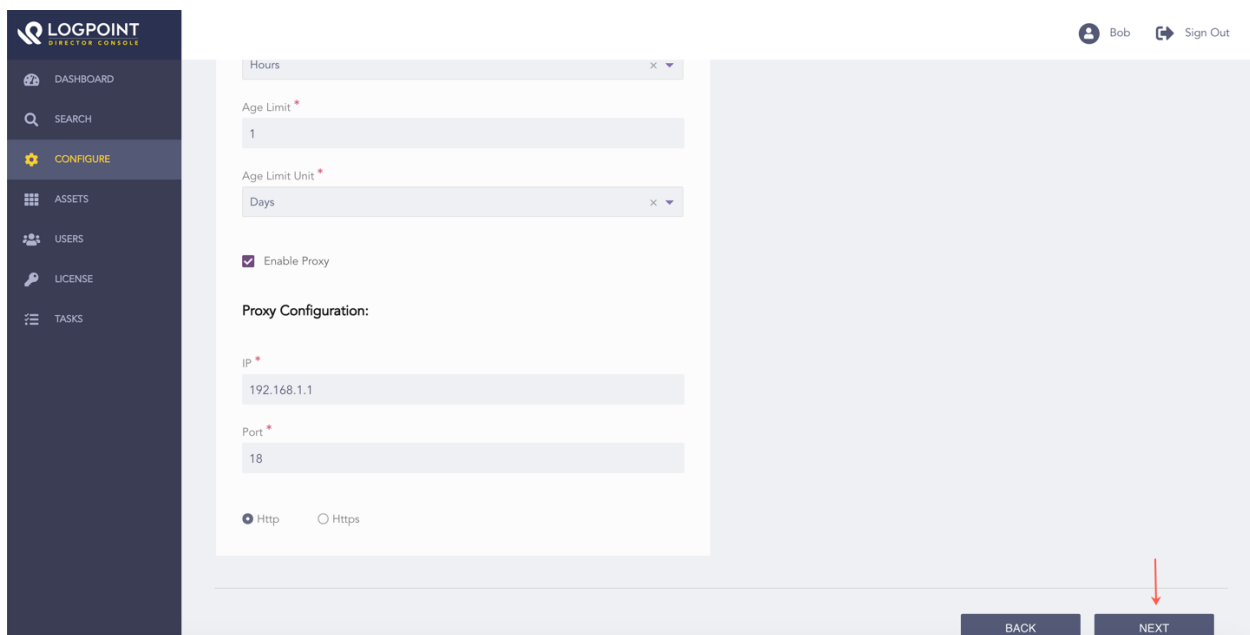 LOGPOINT
DIRECTOR CONSOLE
Bob
Sign Out
DASHBOARD
SEARCH
CONFIGURE
ASSETS
USERS
LICENSE
TASKS
Hours
Age Limit *
1
Age Limit Unit *
Days
Enable Proxy
Proxy Configuration:
IP *
192.168.1.1
Port *
18
Http
Https
BACK
NEXT